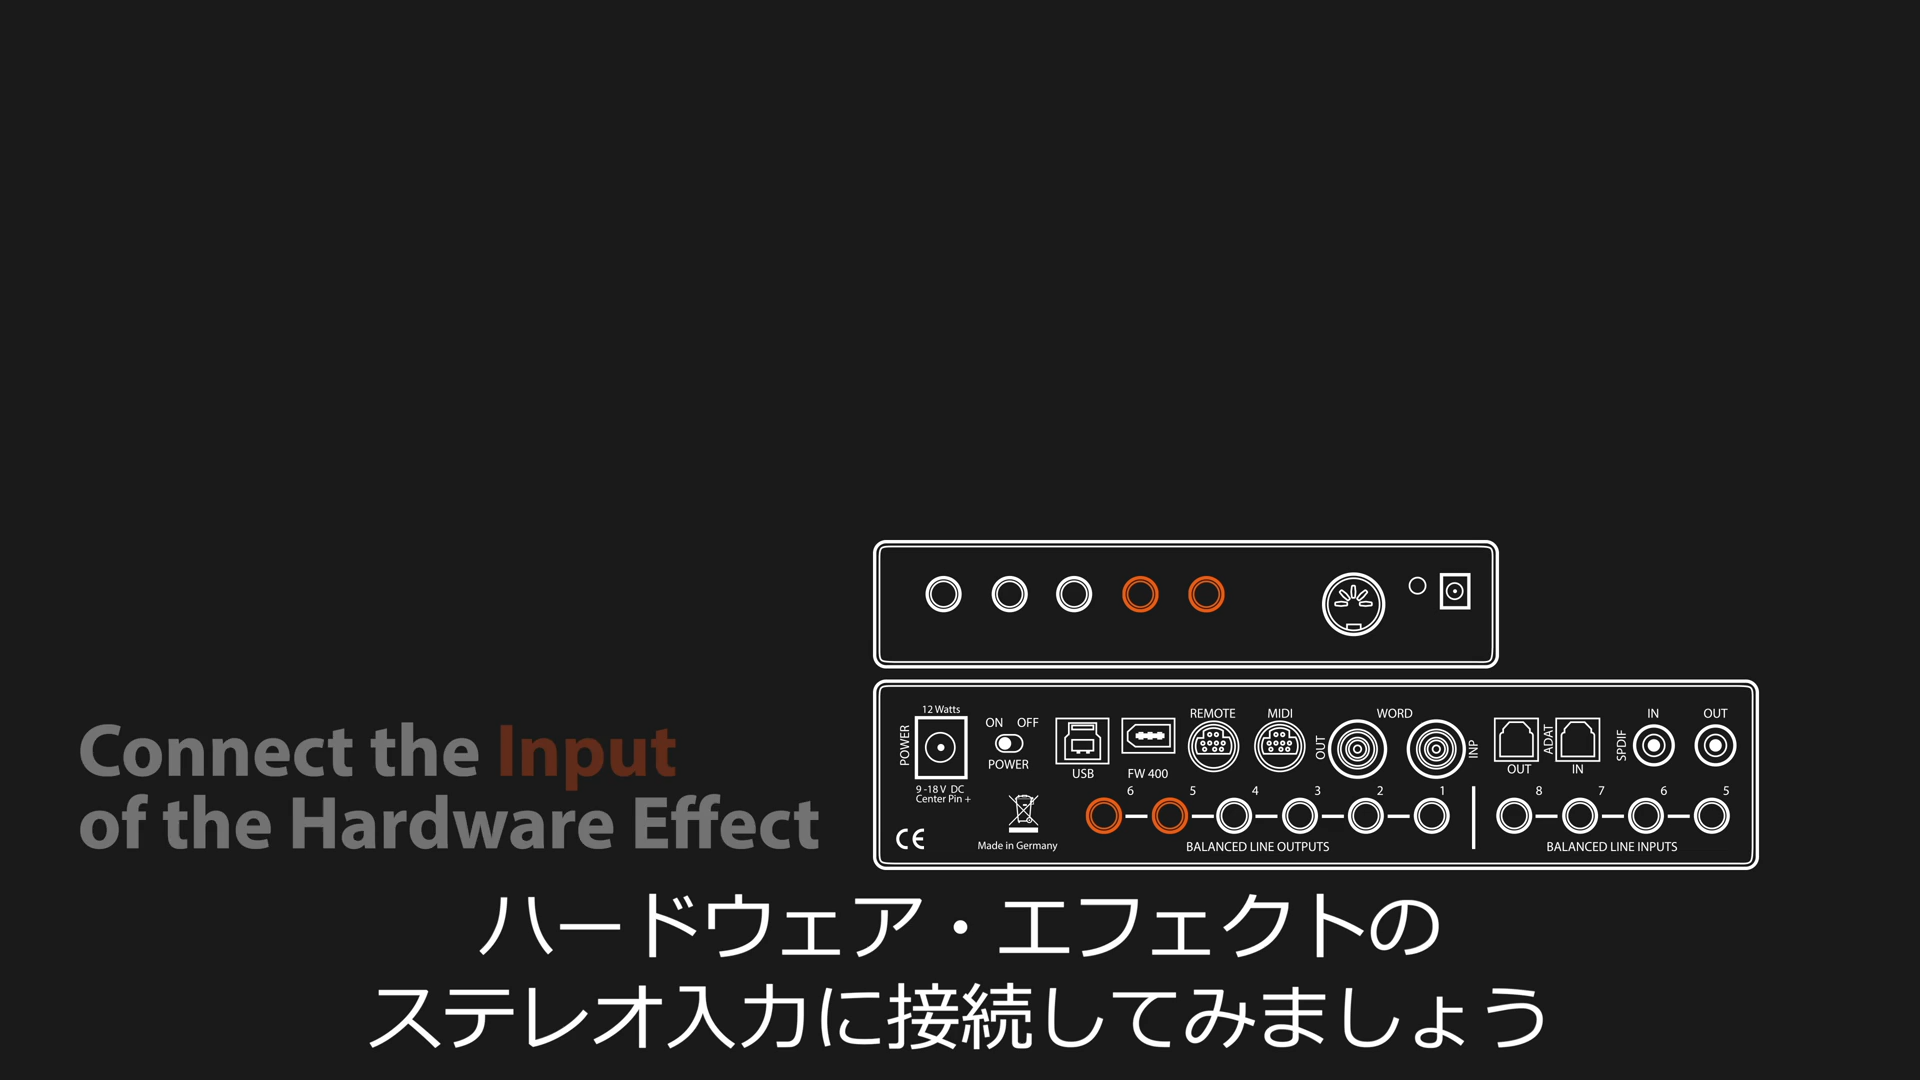 Connect the Input
of the Hardware Effect
12 Watts
POWER
9 -18 V DC
Center Pin +
CE
ON OFF
POWER
Made in Germany
USB
FW 400
REMOTE
MIDI
WORD
OUT
INP
OUT
ADAT
IN
SPDIF
IN
OUT
6 5 4 3 2 1
BALANCED LINE OUTPUTS
8 7 6 5
BALANCED LINE INPUTS
ハードウェア・エフェクトの
ステレオ入力に接続してみましょう